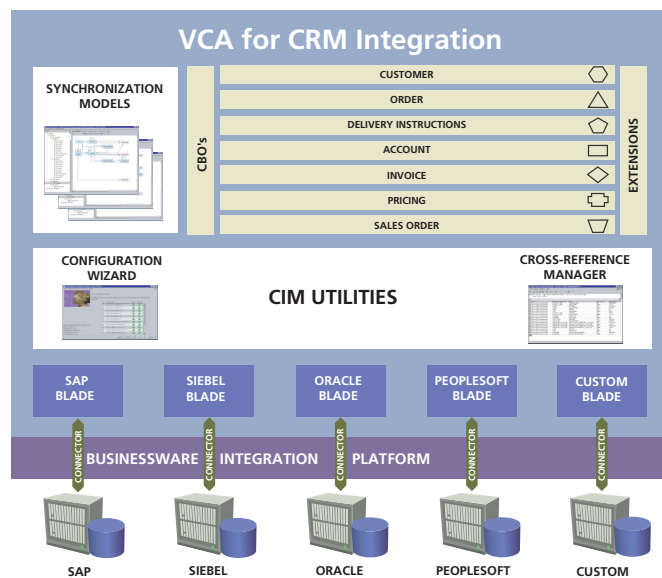 VCA for CRM Integration
SYNCHRONIZATION
MODELS
CBO's
CUSTOMER
ORDER
DELIVERY INSTRUCTIONS
ACCOUNT
INVOICE
PRICING
SALES ORDER
EXTENSIONS
CONFIGURATION
WIZARD
CIM UTILITIES
CROSS-REFERENCE
MANAGER
SAP
BLADE
SIEBEL
BLADE
ORACLE
BLADE
PEOPLESOFT
BLADE
CUSTOM
BLADE
CONNECTOR
BUSINESSWARE
CONNECTOR
INTEGRATION
CONNECTOR
PLATFORM
CONNECTOR
CONNECTOR
SAP
SIEBEL
ORACLE
PEOPLESOFT
CUSTOM